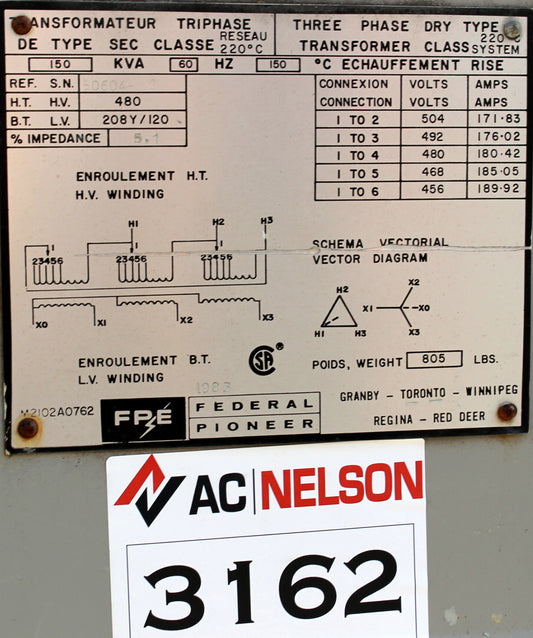 TRANSFORMATEUR TRIPHASE
DE TYPE SEC CLASSE RESEAU 220°C
THREE PHASE DRY TYPE
TRANSFORMER CLASS 220°C SYSTEM
150 KVA 60 HZ 150 °C ECHAUFFEMENT RISE
REF. S.N.
H.T. H.V. 480
B.T. L.V. 208Y/120
% IMPEDANCE 5.1
CONNEXION VOLTS AMPS
CONNECTION VOLTS AMPS
1 TO 2 504 171.83
1 TO 3 492 176.02
1 TO 4 480 180.42
1 TO 5 468 185.05
1 TO 6 456 189.92
ENROULEMENT H.T.
H.V. WINDING
H1 H2 H3
1 1 1
23456 23456 23456
X0 X1 X2 X3
SCHEMA VECTORIAL
VECTOR DIAGRAM
H2 X2
X1 X0
H1 H3 X3
ENROULEMENT B.T.
L.V. WINDING
CSA ®
POIDS, WEIGHT 805 LBS.
1983
M2102A0762
FPE
FEDERAL
PIONEER
GRANBY - TORONTO - WINNIPEG
REGINA - RED DEER
AC|NELSON
3162